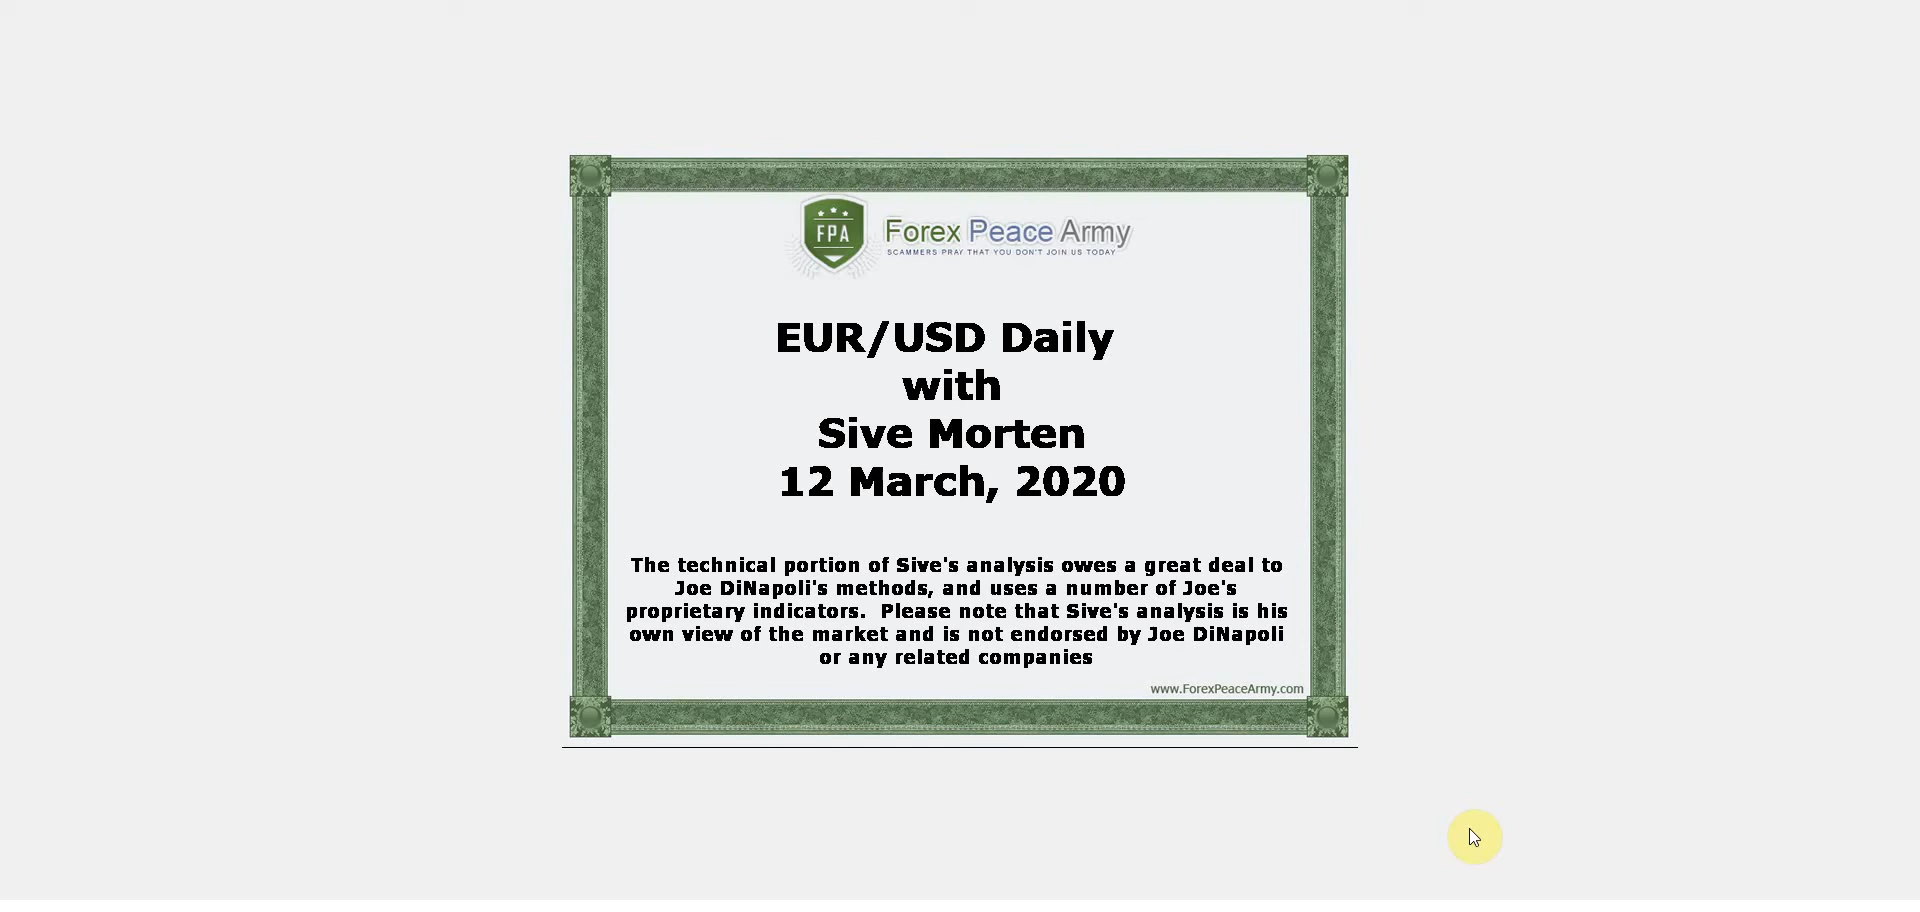 FPA
Forex Peace Army
SCAMMERS PRAY THAT YOU DON'T JOIN US TODAY
EUR/USD Daily
with
Sive Morten
12 March, 2020
The technical portion of Sive's analysis owes a great deal to
Joe DiNapoli's methods, and uses a number of Joe's
proprietary indicators.  Please note that Sive's analysis is his
own view of the market and is not endorsed by Joe DiNapoli
or any related companies
www.ForexPeaceArmy.com